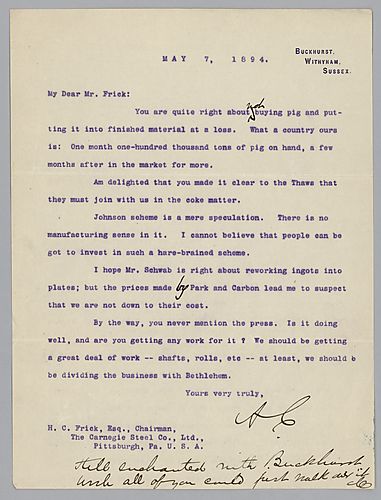 MAY 7, 1894.
BUCKHURST,
WITHYHAM,
SUSSEX.
My Dear Mr. Frick:
You are quite right about not buying pig and put-
ting it into finished material at a loss. What a country ours
is: One month one-hundred thousand tons of pig on hand, a few
months after in the market for more.
Am delighted that you made it clear to the Thaws that
they must join with us in the coke matter.
Johnson scheme is a mere speculation. There is no
manufacturing sense in it. I cannot believe that people can be
got to invest in such a hare-brained scheme.
I hope Mr. Schwab is right about reworking ingots into
plates; but the prices made by Park and Carbon lead me to suspect
that we are not down to their cost.
By the way, you never mention the press. Is it doing
well, and are you getting any work for it ? We should be getting
a great deal of work -- shafts, rolls, etc -- at least, we should b
be dividing the business with Bethlehem.
Yours very truly,
AC
H. C. Frick, Esq., Chairman,
The Carnegie Steel Co., Ltd.,
Pittsburgh, Pa. U. S. A.
Still enchanted with Buckhurst
wish all of you could just walk over it
AC